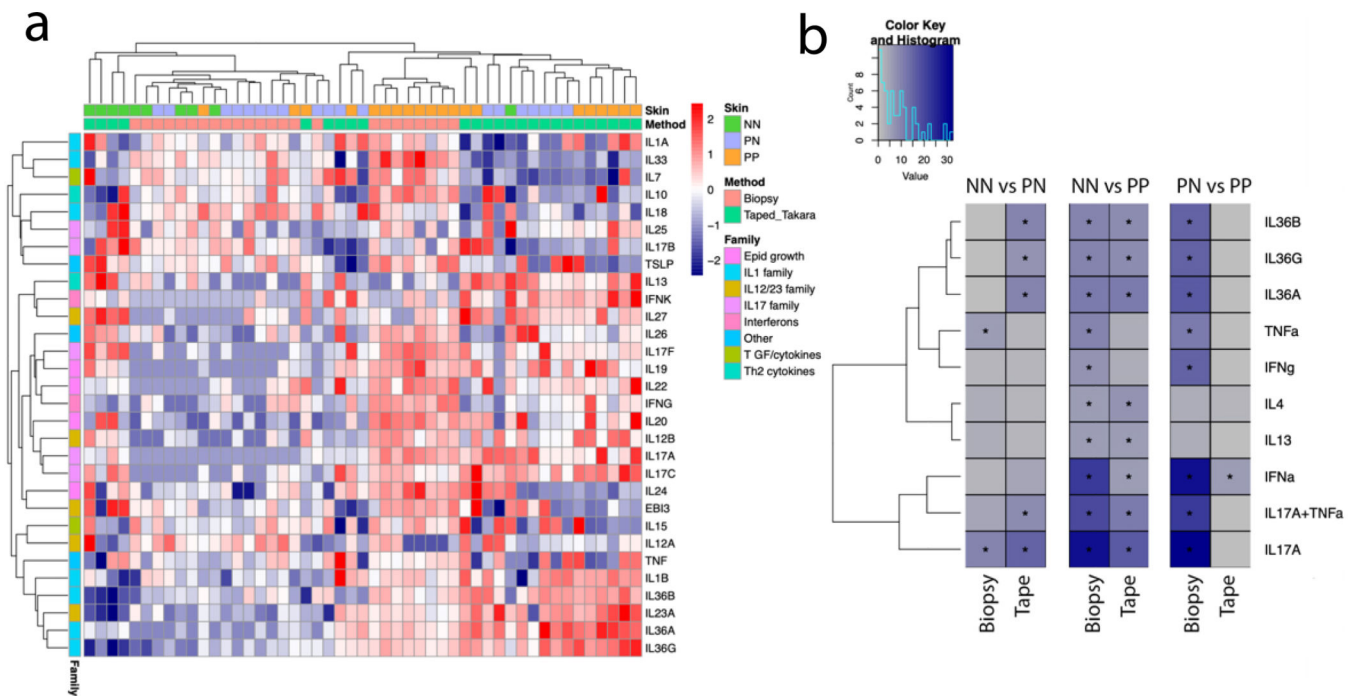 a
Skin
Method
IL1A
IL33
IL7
IL10
IL18
IL25
IL17B
TSLP
IL13
IFNK
IL27
IL26
IL17F
IL19
IL22
IFNG
IL20
IL12B
IL17A
IL17C
IL24
EBI3
IL15
IL12A
TNF
IL1B
IL36B
IL23A
IL36A
IL36G
Family
2
1
0
−1
−2
Skin
NN
PN
PP
Method
Biopsy
Taped_Takara
Family
Epid growth
IL1 family
IL12/23 family
IL17 family
Interferons
Other
T GF/cytokines
Th2 cytokines
b
Color Key
and Histogram
Count
0 2 4 6 8
0 10 20 30
Value
NN vs PN
NN vs PP
PN vs PP
* * * * IL36B
* * * * IL36G
* * * * IL36A
* * * TNFa
* * IFNg
* * IL4
* * IL13
* * * * IFNa
* * * * IL17A+TNFa
* * * * * IL17A
Biopsy
Tape
Biopsy
Tape
Biopsy
Tape